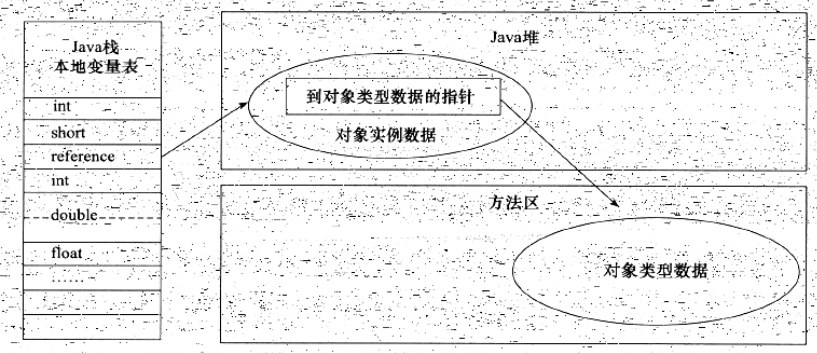 Java栈
本地变量表
int
short
reference
int
double
float
……
Java堆
到对象类型数据的指针
对象实例数据
方法区
对象类型数据